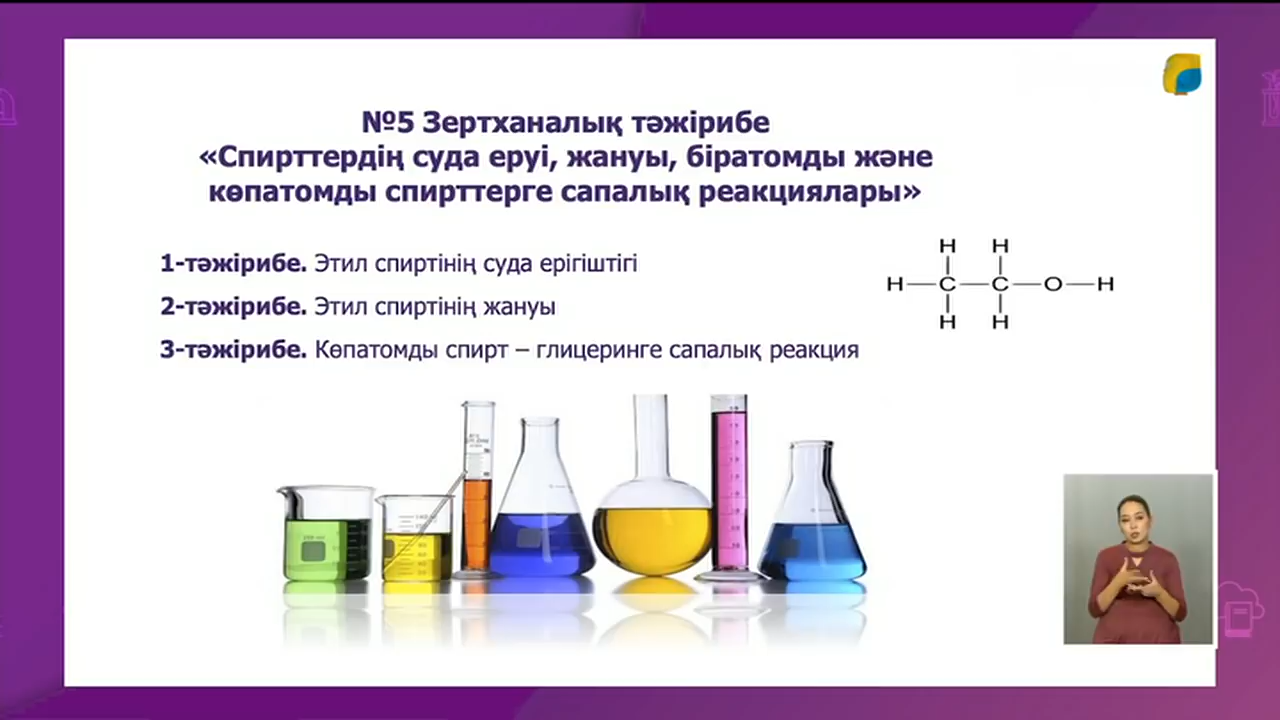 №5 Зертханалық тәжірибе
«Спирттердің суда еруі, жануы, біратомды және
көпатомды спирттерге сапалық реакциялары»
1-тәжірибе. Этил спиртінің суда ерігіштігі
2-тәжірибе. Этил спиртінің жануы
3-тәжірибе. Көпатомды спирт – глицеринге сапалық реакция
H H
H C C O H
H H